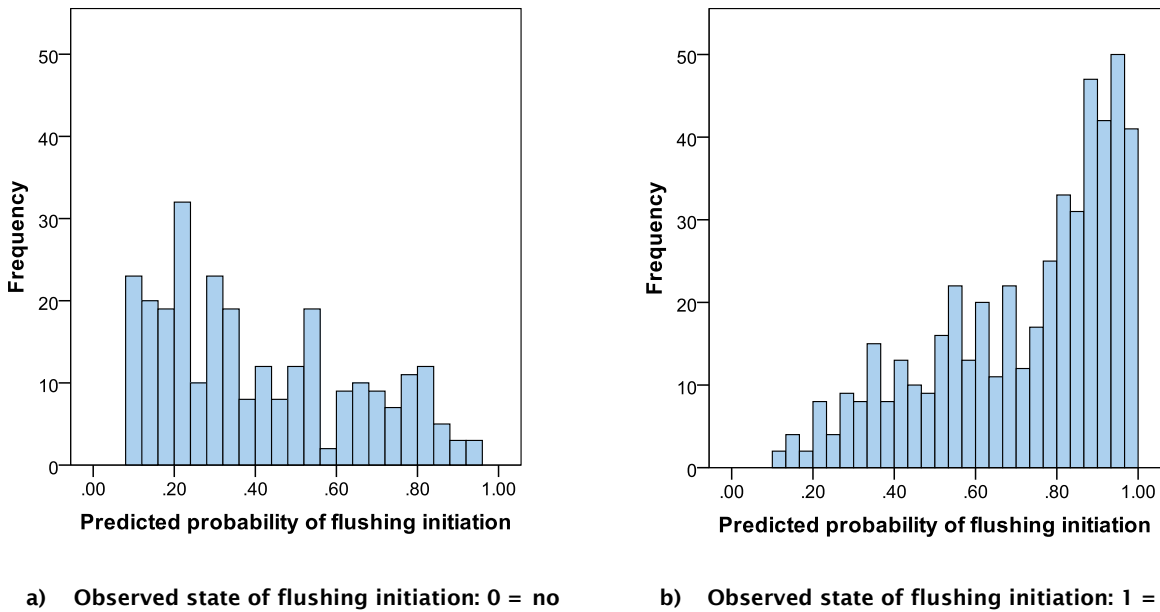 50
40
30
20
10
0
Frequency
.00 .20 .40 .60 .80 1.00
Predicted probability of flushing initiation
a) Observed state of flushing initiation: 0 = no
50
40
30
20
10
0
Frequency
.00 .20 .40 .60 .80 1.00
Predicted probability of flushing initiation
b) Observed state of flushing initiation: 1 =